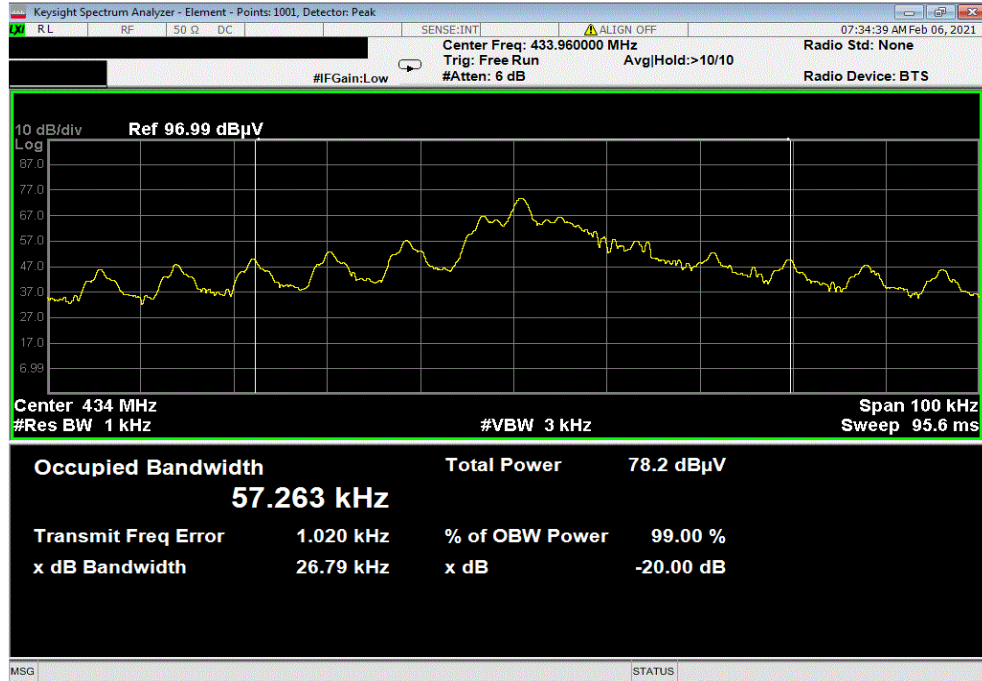 Keysight Spectrum Analyzer - Element - Points: 1001, Detector: Peak
LXI RL RF 50 Ω DC SENSE:INT ALIGN OFF 07:34:39 AM Feb 06, 2021
Center Freq: 433.960000 MHz Radio Std: None
Trig: Free Run Avg|Hold:>10/10
#IFGain:Low #Atten: 6 dB Radio Device: BTS
10 dB/div Ref 96.99 dBµV
Log
87.0
77.0
67.0
57.0
47.0
37.0
27.0
17.0
6.99
Center 434 MHz Span 100 kHz
#Res BW 1 kHz #VBW 3 kHz Sweep 95.6 ms
Occupied Bandwidth Total Power 78.2 dBµV
57.263 kHz
Transmit Freq Error 1.020 kHz % of OBW Power 99.00 %
x dB Bandwidth 26.79 kHz x dB -20.00 dB
MSG STATUS